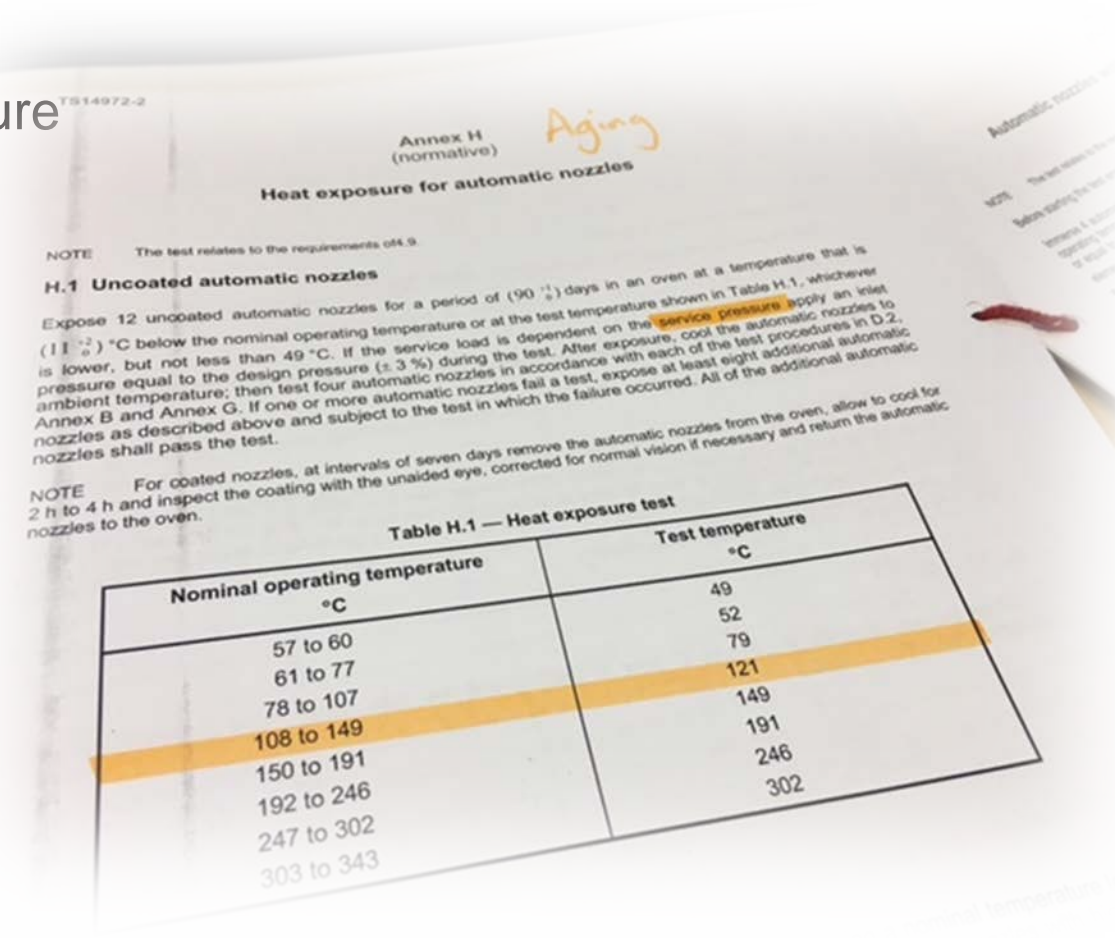 ure
TS14972-2
Aging
Annex H
(normative)
Heat exposure for automatic nozzles
NOTE The test relates to the requirements of4.9.
H.1 Uncoated automatic nozzles
Expose 12 uncoated automatic nozzles for a period of (90 ) days in an oven at a temperature that is
(11 ) °C below the nominal operating temperature or at the test temperature shown in Table H.1, whichever
is lower, but not less than 49 °C. If the service load is dependent on the service pressure apply an inlet
pressure equal to the design pressure (± 3 %) during the test. After exposure, cool the automatic nozzles to
ambient temperature; then test four automatic nozzles in accordance with each of the test procedures in D.2,
Annex B and Annex G. If one or more automatic nozzles fail a test, expose at least eight additional automatic
nozzles as described above and subject to the test in which the failure occurred. All of the additional automatic
nozzles shall pass the test.
NOTE For coated nozzles, at intervals of seven days remove the automatic nozzles from the oven, allow to cool for
2 h to 4 h and inspect the coating with the unaided eye, corrected for normal vision if necessary and return the automatic
nozzles to the oven.
Table H.1 — Heat exposure test
Nominal operating temperature Test temperature
°C °C
57 to 60 49
61 to 77 52
78 to 107 79
108 to 149 121
150 to 191 149
192 to 246 191
247 to 302 246
303 to 343 302
Automatic nozzles
NOTE The test relates to the
Before starting the test